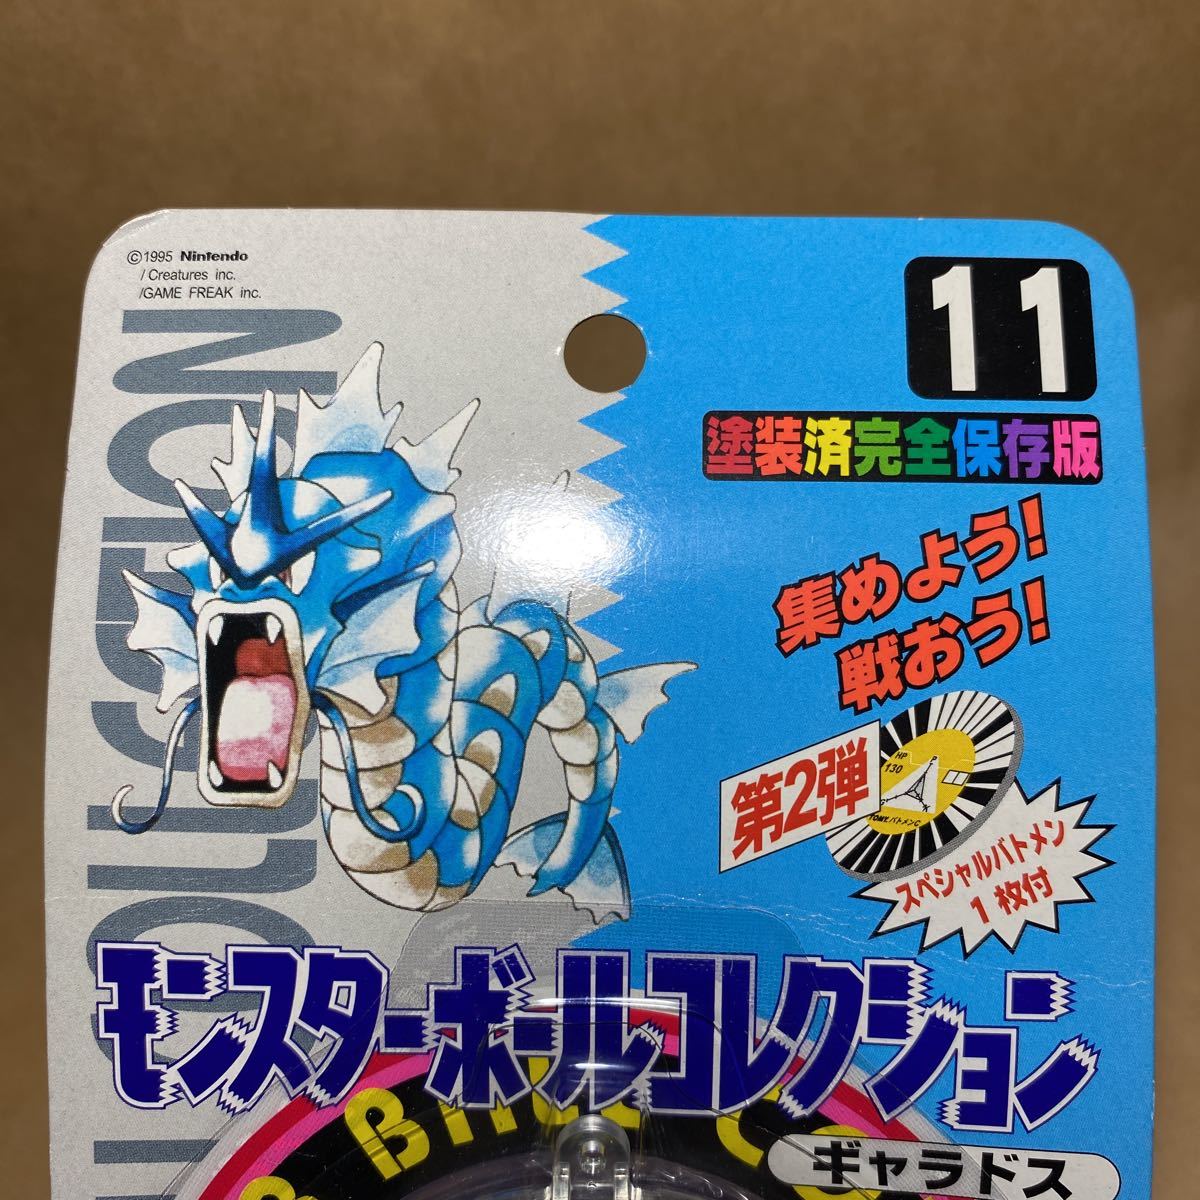 ©1995 Nintendo
/Creatures inc.
/GAME FREAK inc.
11
塗装済完全保存版
集めよう!
戦おう!
第2弾
HP
130
TOMY.バトメンC
スペシャルバトメン
1枚付
モンスターボールコレクション
ギャラドス